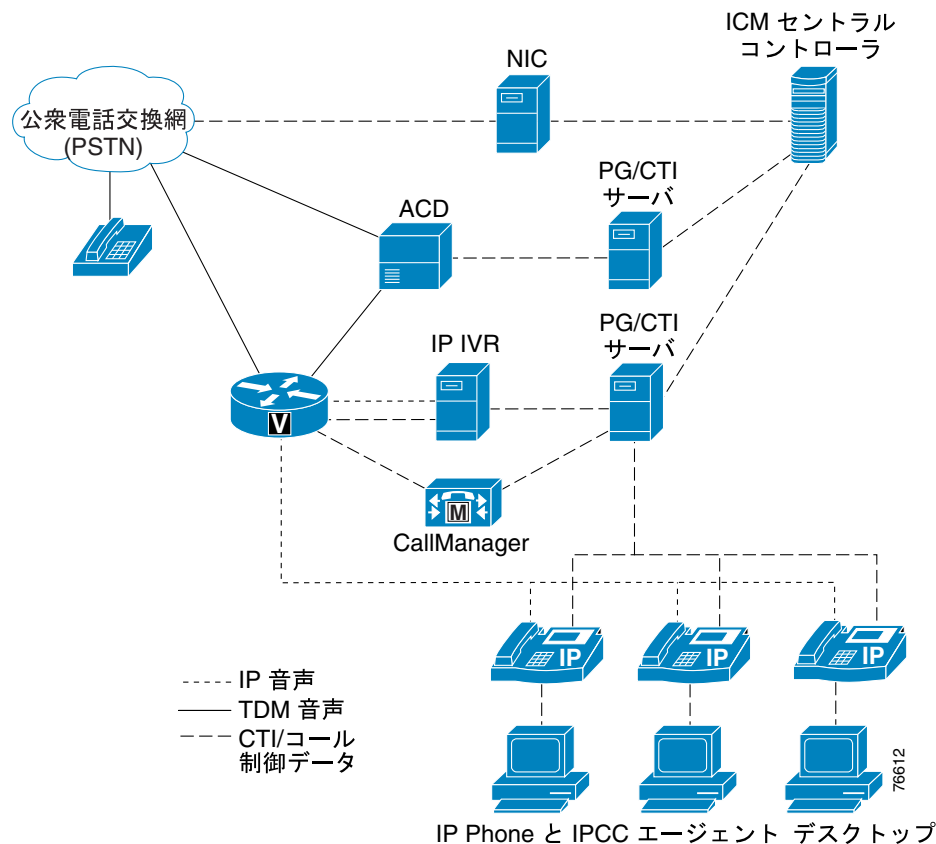 ICM セントラル
コントローラ
NIC
公衆電話交換網
(PSTN)
PG/CTI
サーバ
ACD
PG/CTI
サーバ
IP IVR
V
M
CallManager
IP
IP
IP
IP 音声
TDM 音声
CTI/コール
制御データ
76612
IP Phone と IPCC エージェント デスクトップ